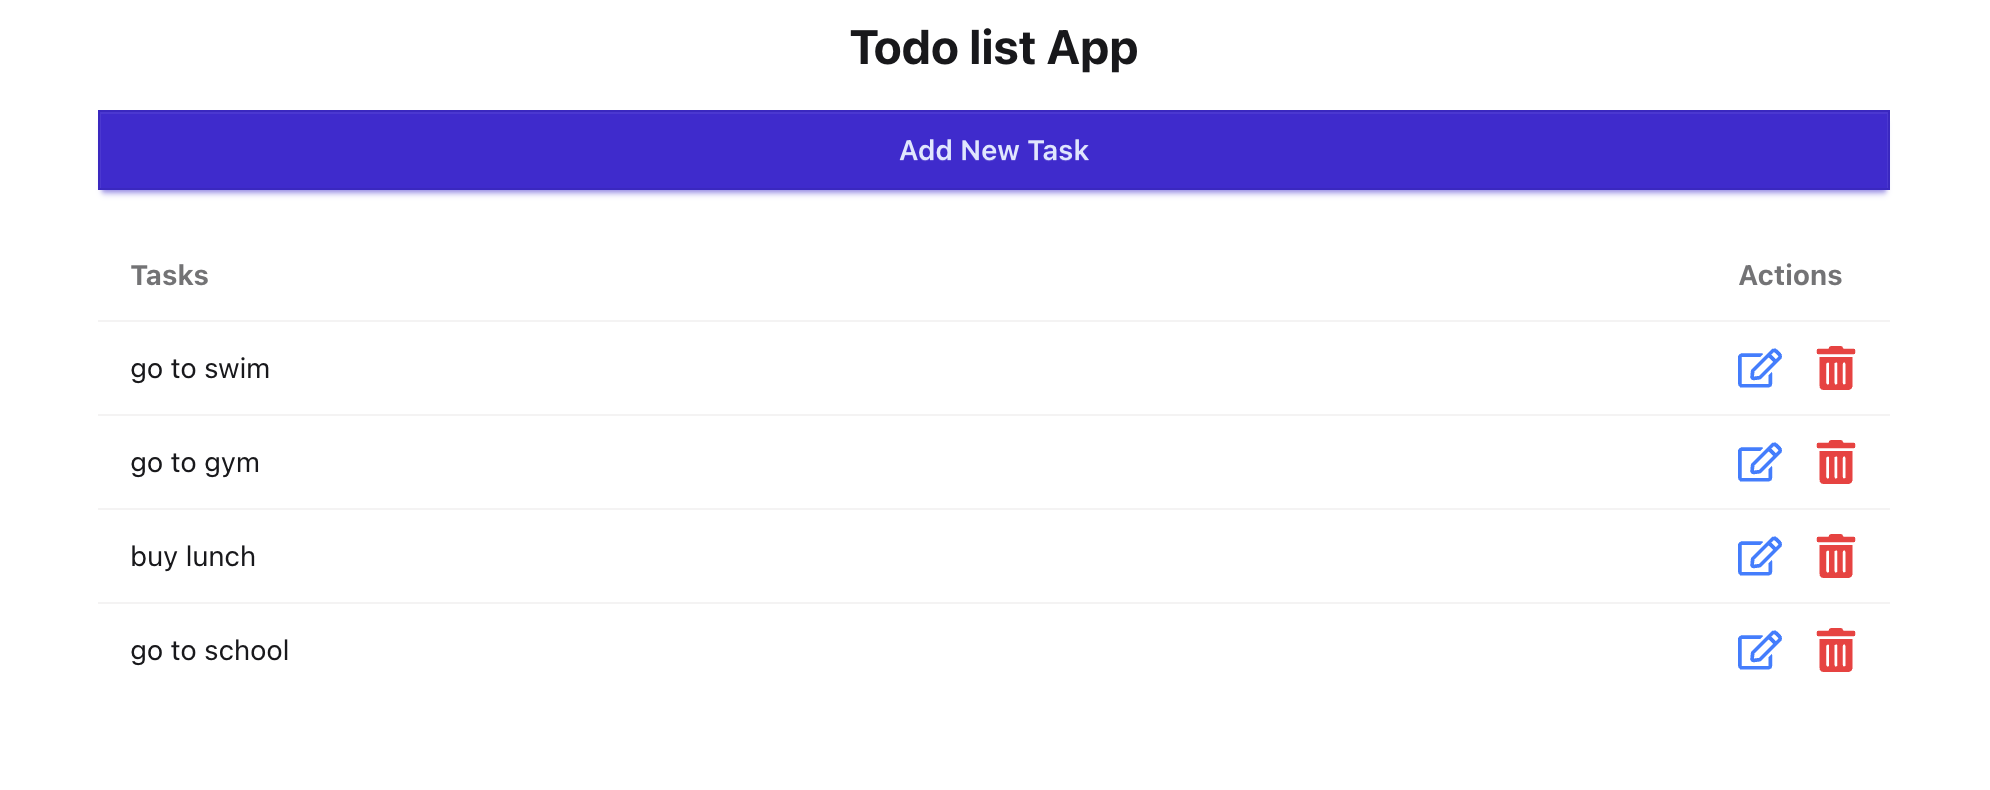 Todo list App
Add New Task
Tasks Actions
go to swim
go to gym
buy lunch
go to school